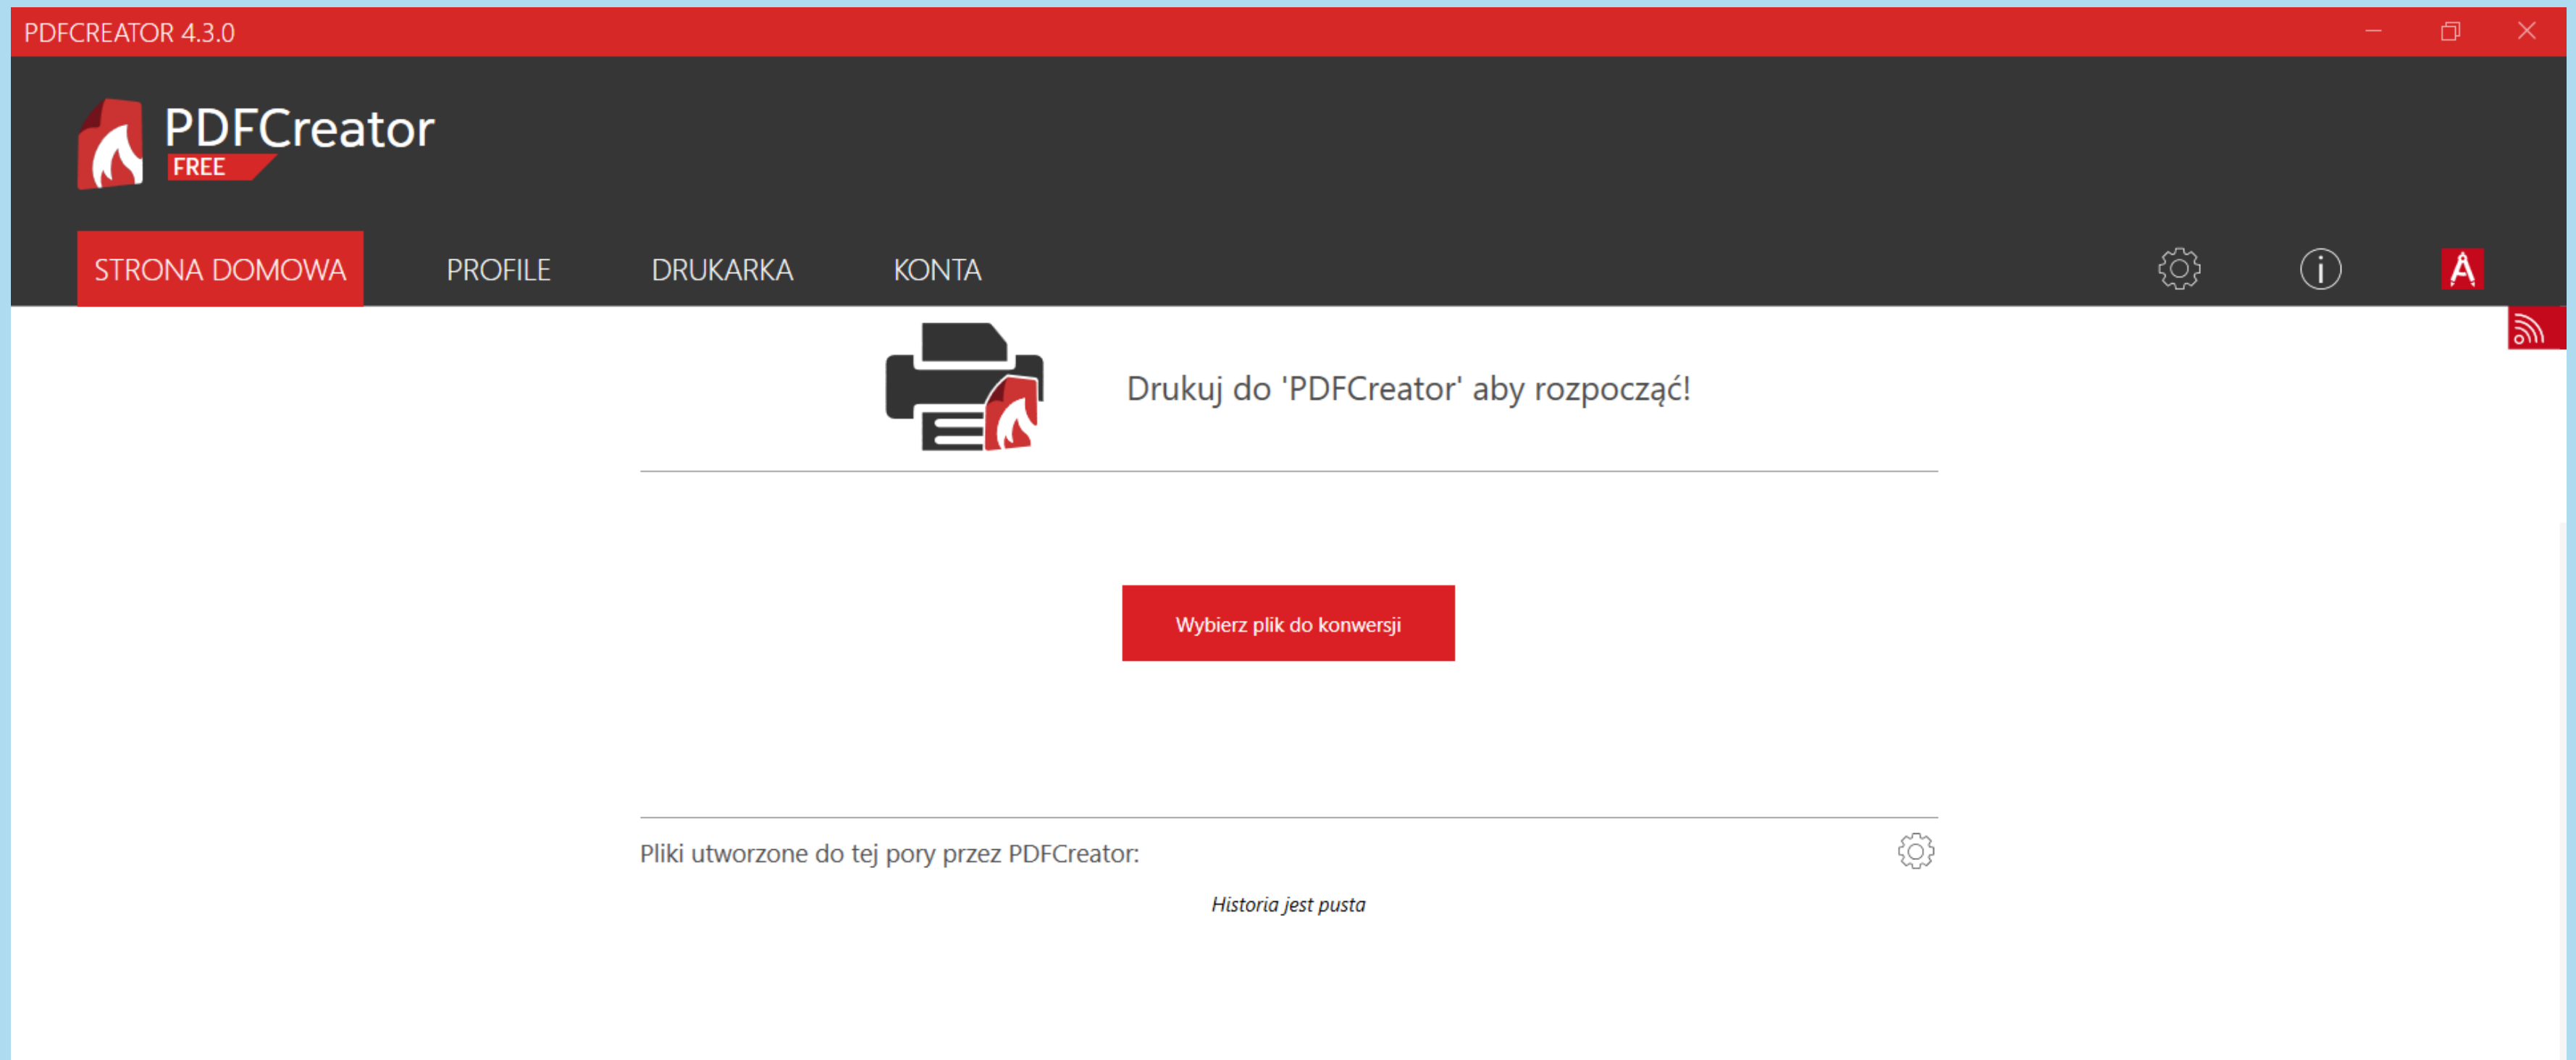 PDFCREATOR 4.3.0
PDFCreator
FREE
STRONA DOMOWA PROFILE DRUKARKA KONTA
Drukuj do 'PDFCreator' aby rozpocząć!
Wybierz plik do konwersji
Pliki utworzone do tej pory przez PDFCreator:
Historia jest pusta